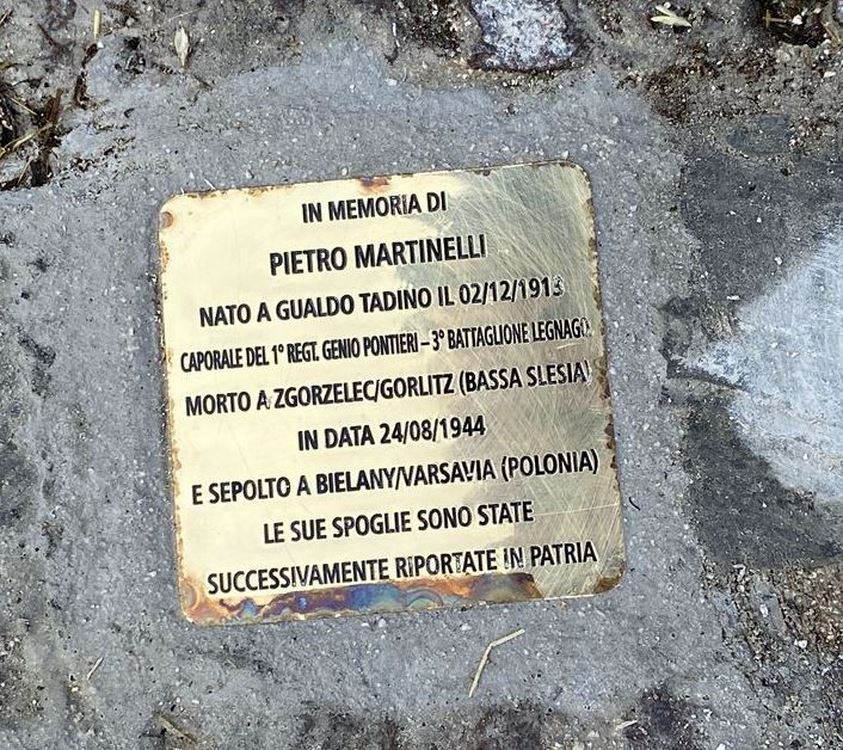 IN MEMORIA DI
PIETRO MARTINELLI
NATO A GUALDO TADINO IL 02/12/1913
CAPORALE DEL 1° REGT. GENIO PONTIERI – 3° BATTAGLIONE LEGNAGO
MORTO A ZGORZELEC/GORLITZ (BASSA SLESIA)
IN DATA 24/08/1944
E SEPOLTO A BIELANY/VARSAVIA (POLONIA)
LE SUE SPOGLIE SONO STATE
SUCCESSIVAMENTE RIPORTATE IN PATRIA